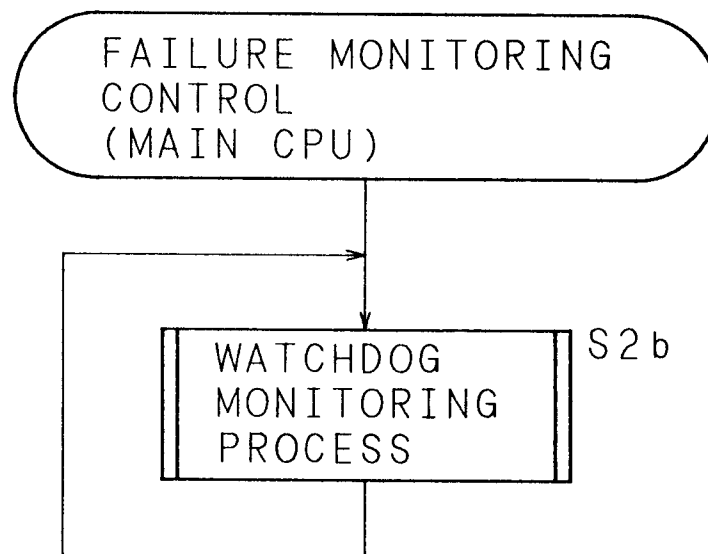 FAILURE MONITORING
CONTROL
(MAIN CPU)
S2b
WATCHDOG
MONITORING
PROCESS